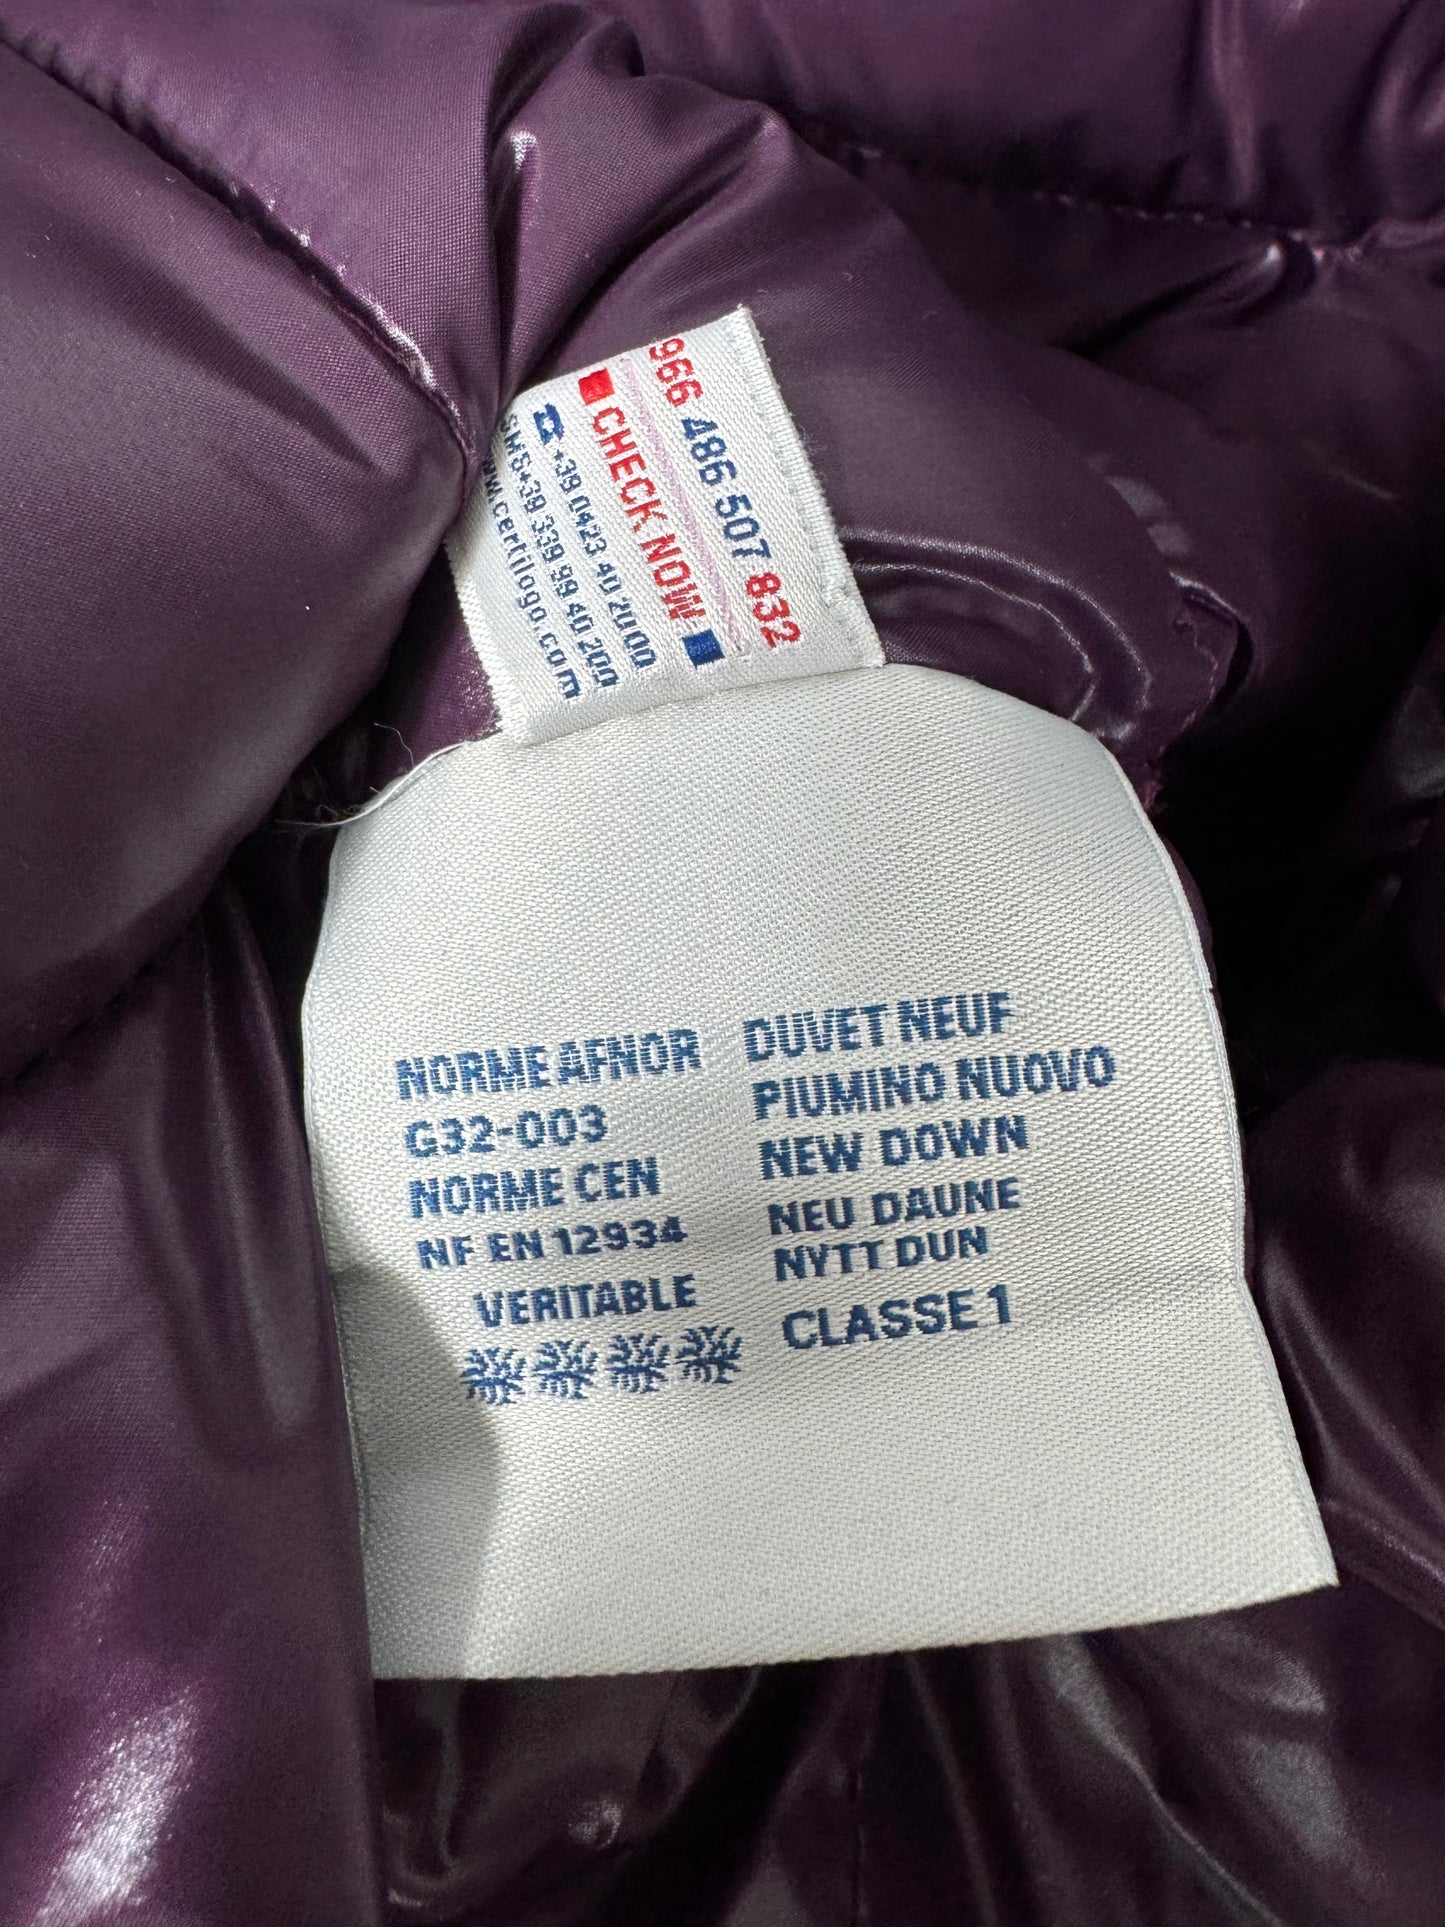 966 486 507 832
CHECK NOW
+39 0423 40 20 00
SMS+39 339 99 40 200
www.certilogo.com
NORME AFNOR
G32-003
NORME CEN
NF EN 12934
VERITABLE
DUVET NEUF
PIUMINO NUOVO
NEW DOWN
NEU DAUNE
NYTT DUN
CLASSE 1